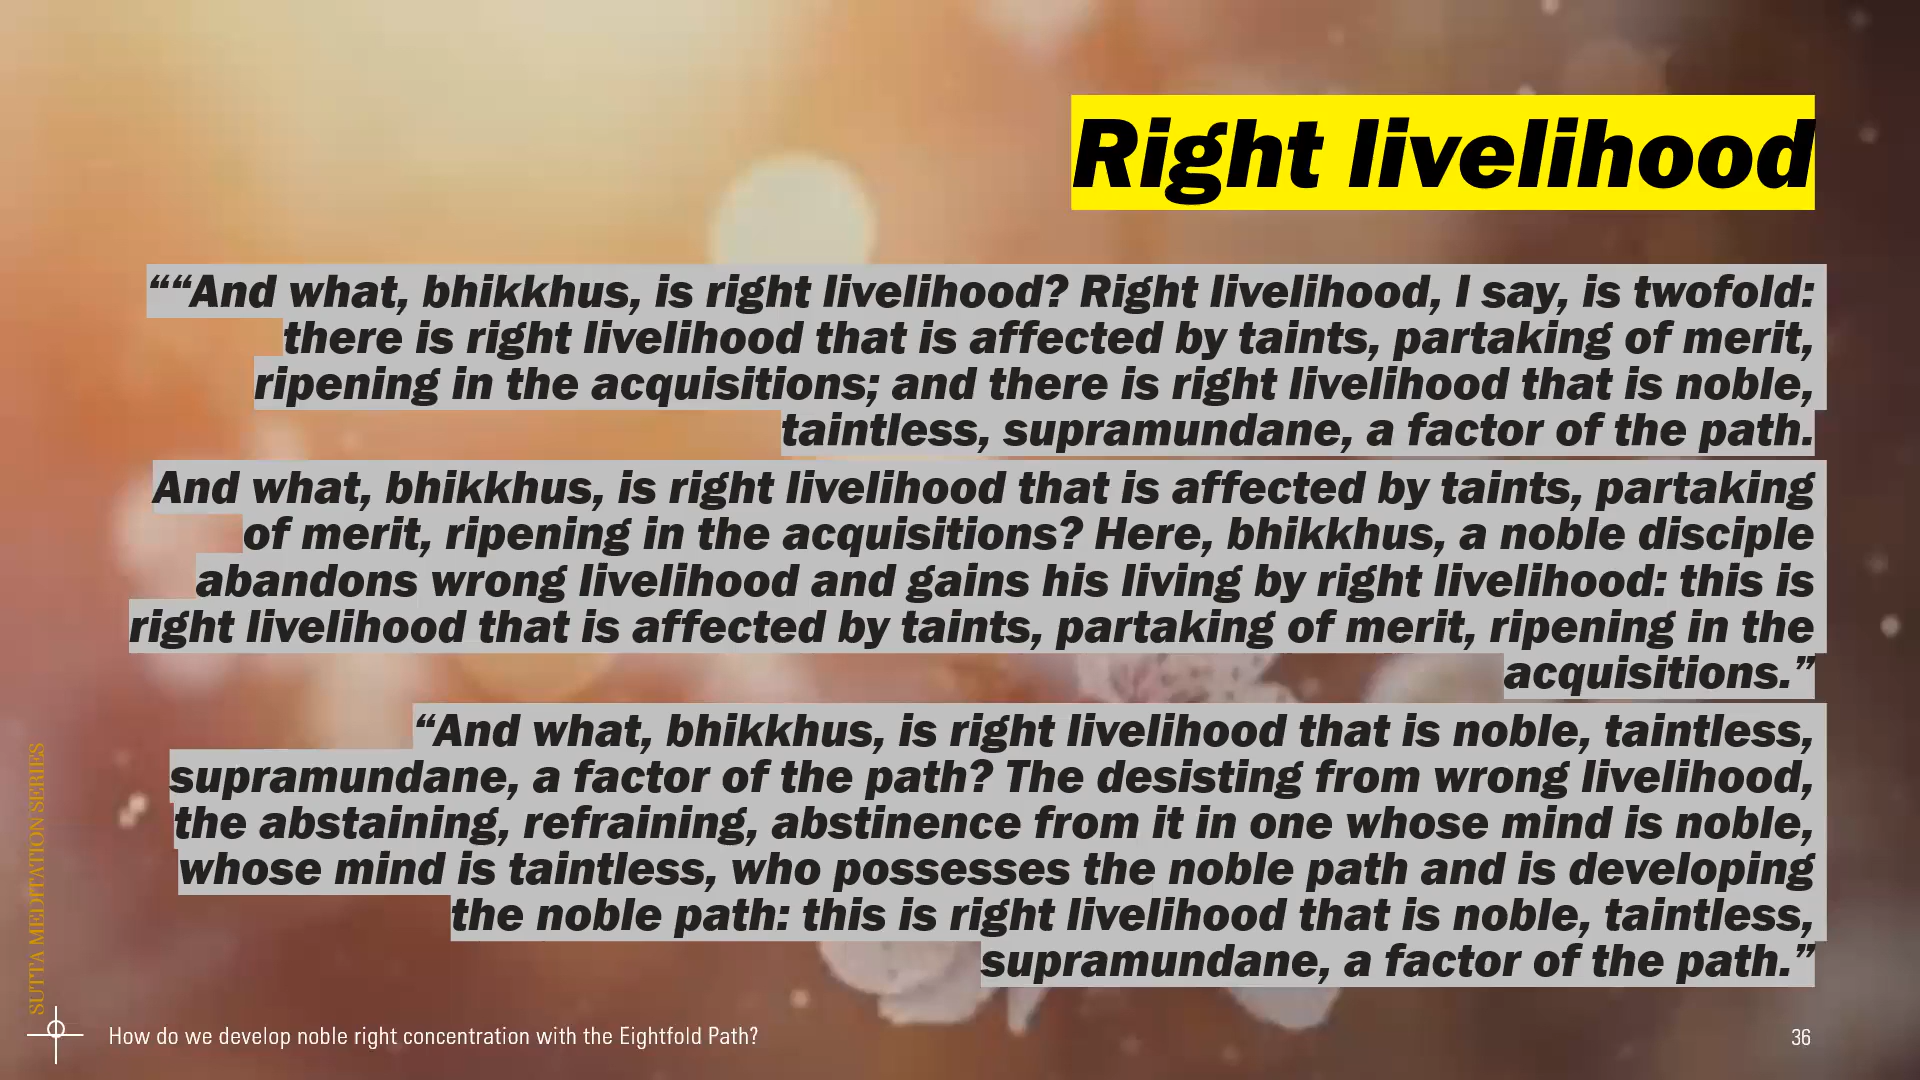 Right livelihood
““And what, bhikkhus, is right livelihood? Right livelihood, I say, is twofold:
there is right livelihood that is affected by taints, partaking of merit,
ripening in the acquisitions; and there is right livelihood that is noble,
taintless, supramundane, a factor of the path.
And what, bhikkhus, is right livelihood that is affected by taints, partaking
of merit, ripening in the acquisitions? Here, bhikkhus, a noble disciple
abandons wrong livelihood and gains his living by right livelihood: this is
right livelihood that is affected by taints, partaking of merit, ripening in the
acquisitions.”
“And what, bhikkhus, is right livelihood that is noble, taintless,
supramundane, a factor of the path? The desisting from wrong livelihood,
the abstaining, refraining, abstinence from it in one whose mind is noble,
whose mind is taintless, who possesses the noble path and is developing
the noble path: this is right livelihood that is noble, taintless,
supramundane, a factor of the path.”
SUTTA MEDITATION SERIES
How do we develop noble right concentration with the Eightfold Path?
36